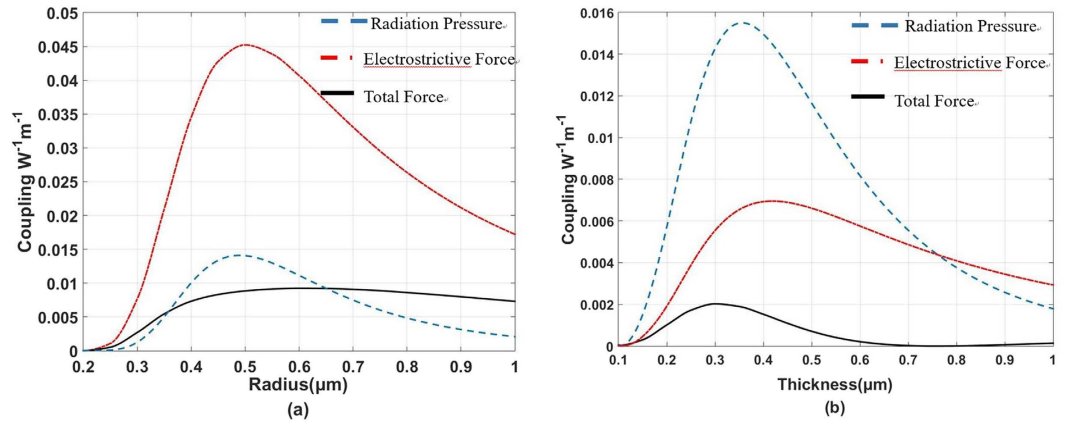 Radiation Pressure
Electrostrictive Force
Total Force
Coupling W⁻¹m⁻¹
0.05
0.045
0.04
0.035
0.03
0.025
0.02
0.015
0.01
0.005
0
0.2 0.3 0.4 0.5 0.6 0.7 0.8 0.9 1
Radius(μm)
(a)
Radiation Pressure
Electrostrictive Force
Total Force
Coupling W⁻¹m⁻¹
0.016
0.014
0.012
0.01
0.008
0.006
0.004
0.002
0
0.1 0.2 0.3 0.4 0.5 0.6 0.7 0.8 0.9 1
Thickness(μm)
(b)